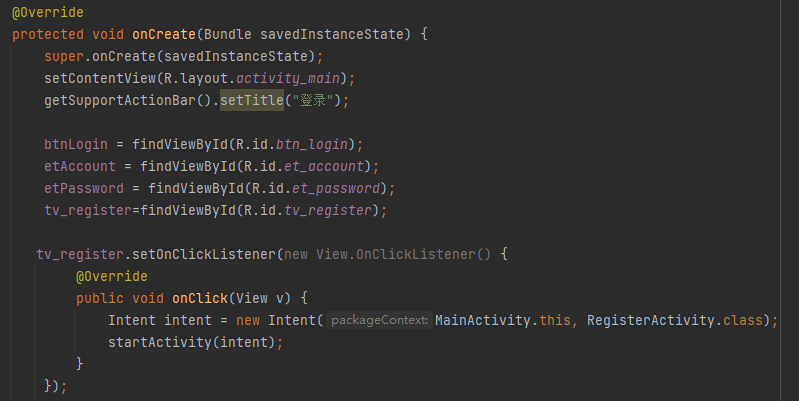 @Override
protected void onCreate(Bundle savedInstanceState) {
super.onCreate(savedInstanceState);
setContentView(R.layout.activity_main);
getSupportActionBar().setTitle("登录");
btnLogin = findViewById(R.id.btn_login);
etAccount = findViewById(R.id.et_account);
etPassword = findViewById(R.id.et_password);
tv_register=findViewById(R.id.tv_register);
tv_register.setOnClickListener(new View.OnClickListener() {
@Override
public void onClick(View v) {
Intent intent = new Intent( packageContext: MainActivity.this, RegisterActivity.class);
startActivity(intent);
}
});